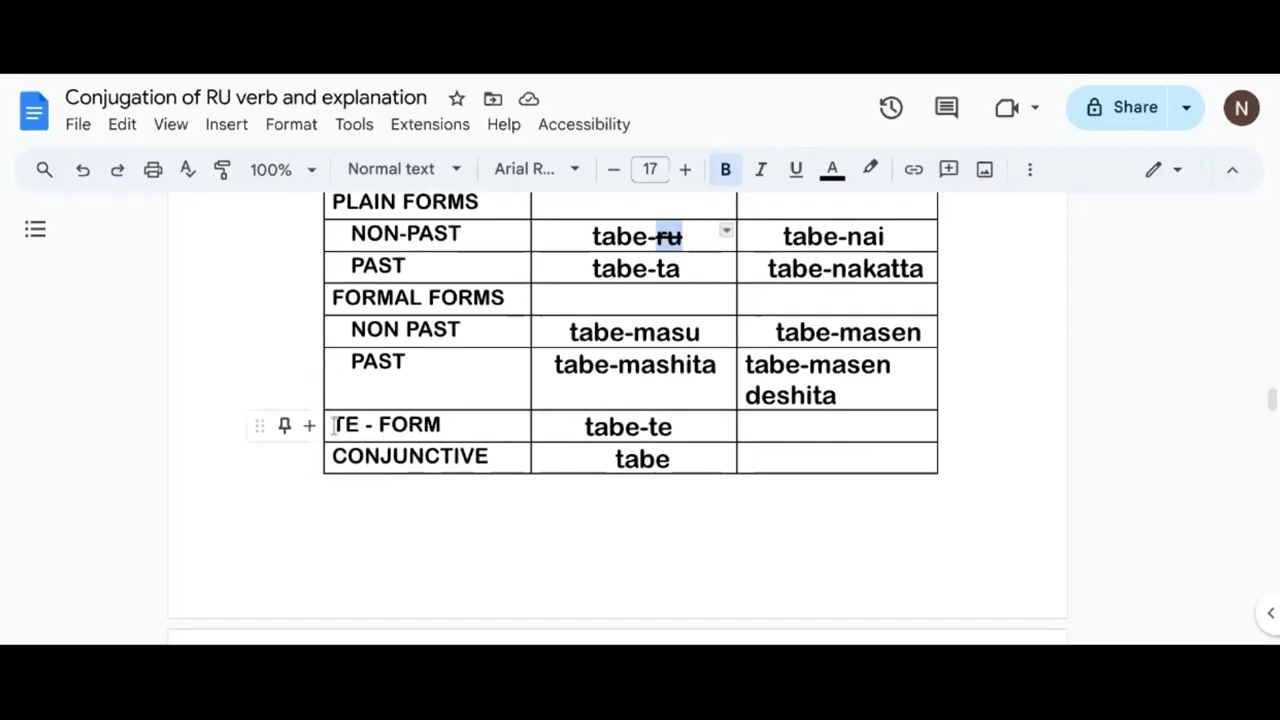 Conjugation of RU verb and explanation
File Edit View Insert Format Tools Extensions Help Accessibility
Share
N
100% Normal text Arial R... 17 B I U A
PLAIN FORMS
NON-PAST tabe-ru tabe-nai
PAST tabe-ta tabe-nakatta
FORMAL FORMS
NON PAST tabe-masu tabe-masen
PAST tabe-mashita tabe-masen
deshita
TE - FORM tabe-te
CONJUNCTIVE tabe